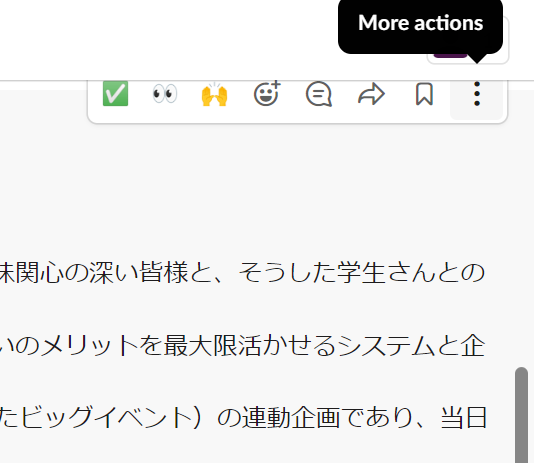 More actions
味関心の深い皆様と、そうした学生さんとの
いのメリットを最大限活かせるシステムと企
たビッグイベント）の連動企画であり、当日